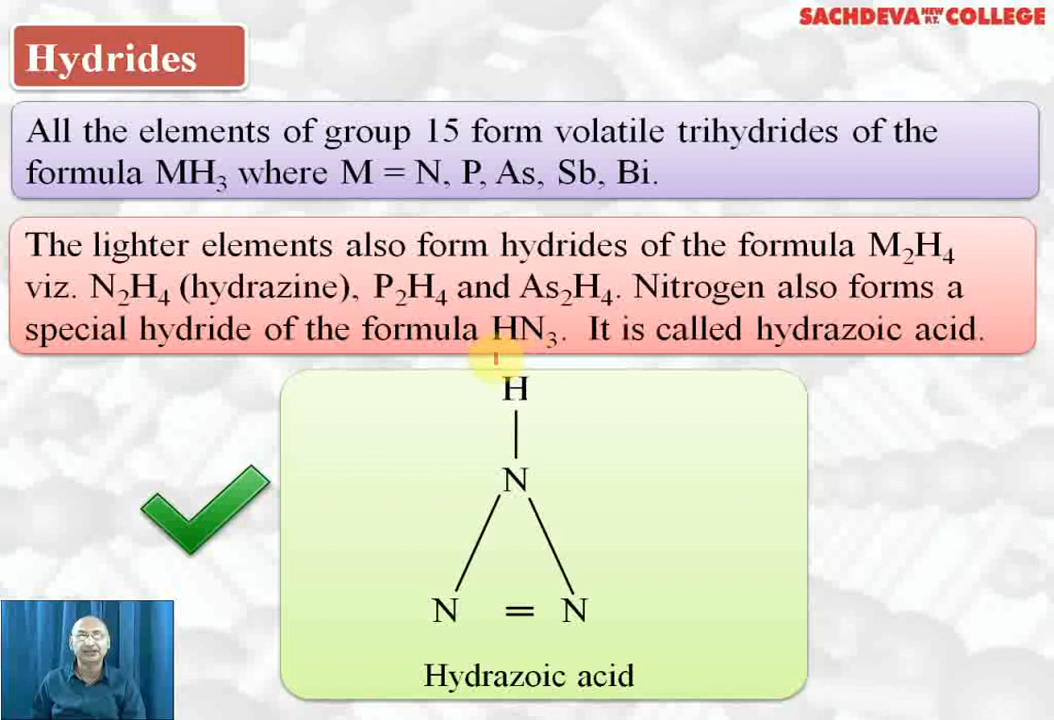 SACHDEVA NEW P.T. COLLEGE
Hydrides
All the elements of group 15 form volatile trihydrides of the
formula MH₃ where M = N, P, As, Sb, Bi.
The lighter elements also form hydrides of the formula M₂H₄
viz. N₂H₄ (hydrazine), P₂H₄ and As₂H₄. Nitrogen also forms a
special hydride of the formula HN₃. It is called hydrazoic acid.
H
N
N = N
Hydrazoic acid